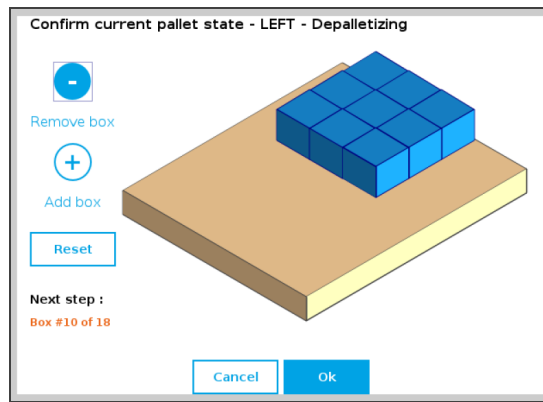 Confirm current pallet state - LEFT - Depalletizing
-
Remove box
+
Add box
Reset
Next step :
Box #10 of 18
Cancel
Ok